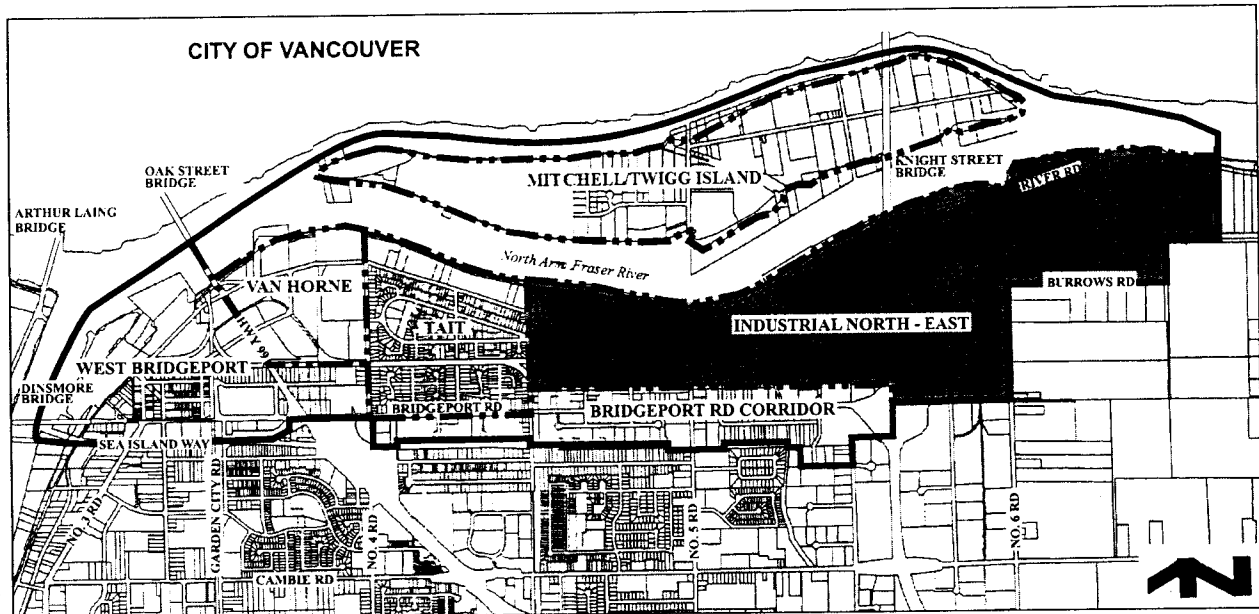 CITY OF VANCOUVER
OAK STREET
BRIDGE
ARTHUR LAING
BRIDGE
MITCHELL/TWIGG ISLAND
KNIGHT STREET
BRIDGE
RIVER RD
North Arm Fraser River
VAN HORNE
HWY 99
TAIT
BURROWS RD
INDUSTRIAL NORTH - EAST
WEST BRIDGEPORT
DINSMORE
BRIDGE
BRIDGEPORT RD
BRIDGEPORT RD CORRIDOR
SEA ISLAND WAY
NO. 3 RD
GARDEN CITY RD
NO. 4 RD
NO. 5 RD
NO. 6 RD
CAMBIE RD
N